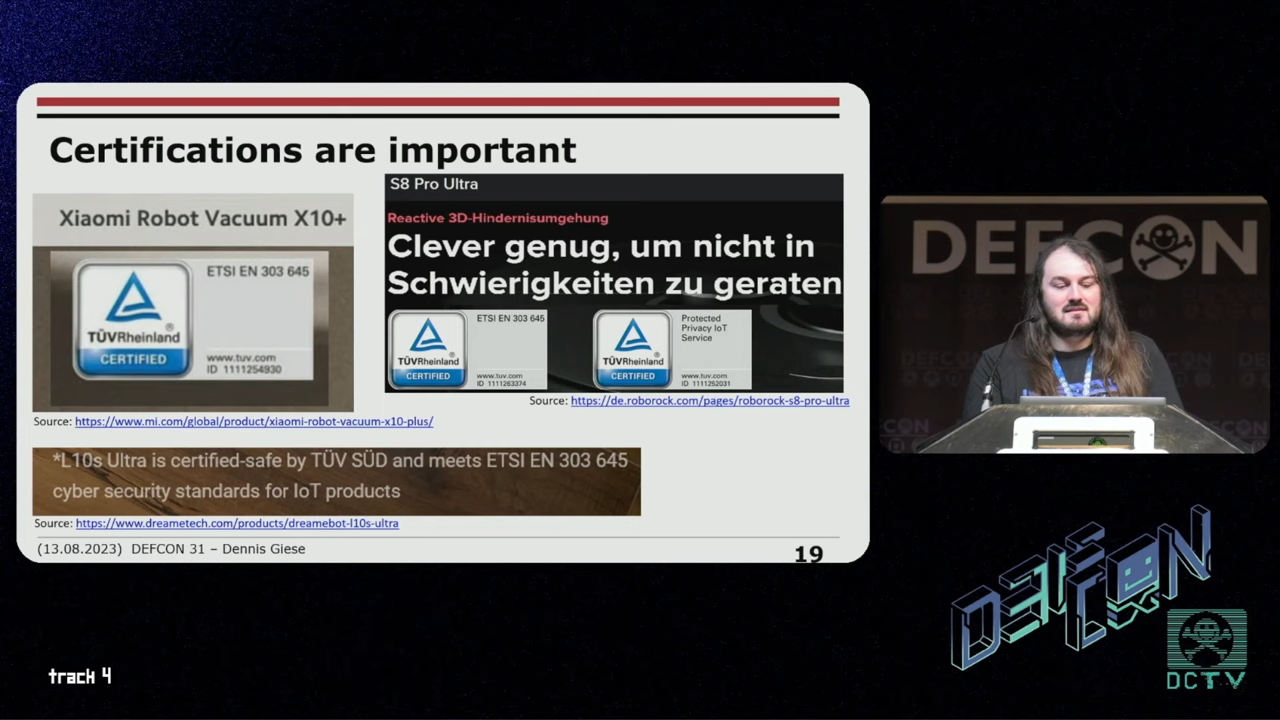 Certifications are important
Xiaomi Robot Vacuum X10+
ETSI EN 303 645
TÜVRheinland®
CERTIFIED
www.tuv.com
ID 1111254930
Source: https://www.mi.com/global/product/xiaomi-robot-vacuum-x10-plus/
S8 Pro Ultra
Reactive 3D-Hindernisumgehung
Clever genug, um nicht in
Schwierigkeiten zu geraten
ETSI EN 303 645
TÜVRheinland®
CERTIFIED
www.tuv.com
ID 1111263374
Protected
Privacy IoT
Service
TÜVRheinland®
CERTIFIED
www.tuv.com
ID 1111252031
Source: https://de.roborock.com/pages/roborock-s8-pro-ultra
*L10s Ultra is certified-safe by TÜV SÜD and meets ETSI EN 303 645
cyber security standards for IoT products
Source: https://www.dreametech.com/products/dreamebot-l10s-ultra
(13.08.2023) DEFCON 31 – Dennis Giese
19
DEFCON
DEFCON
DCTV
track 4